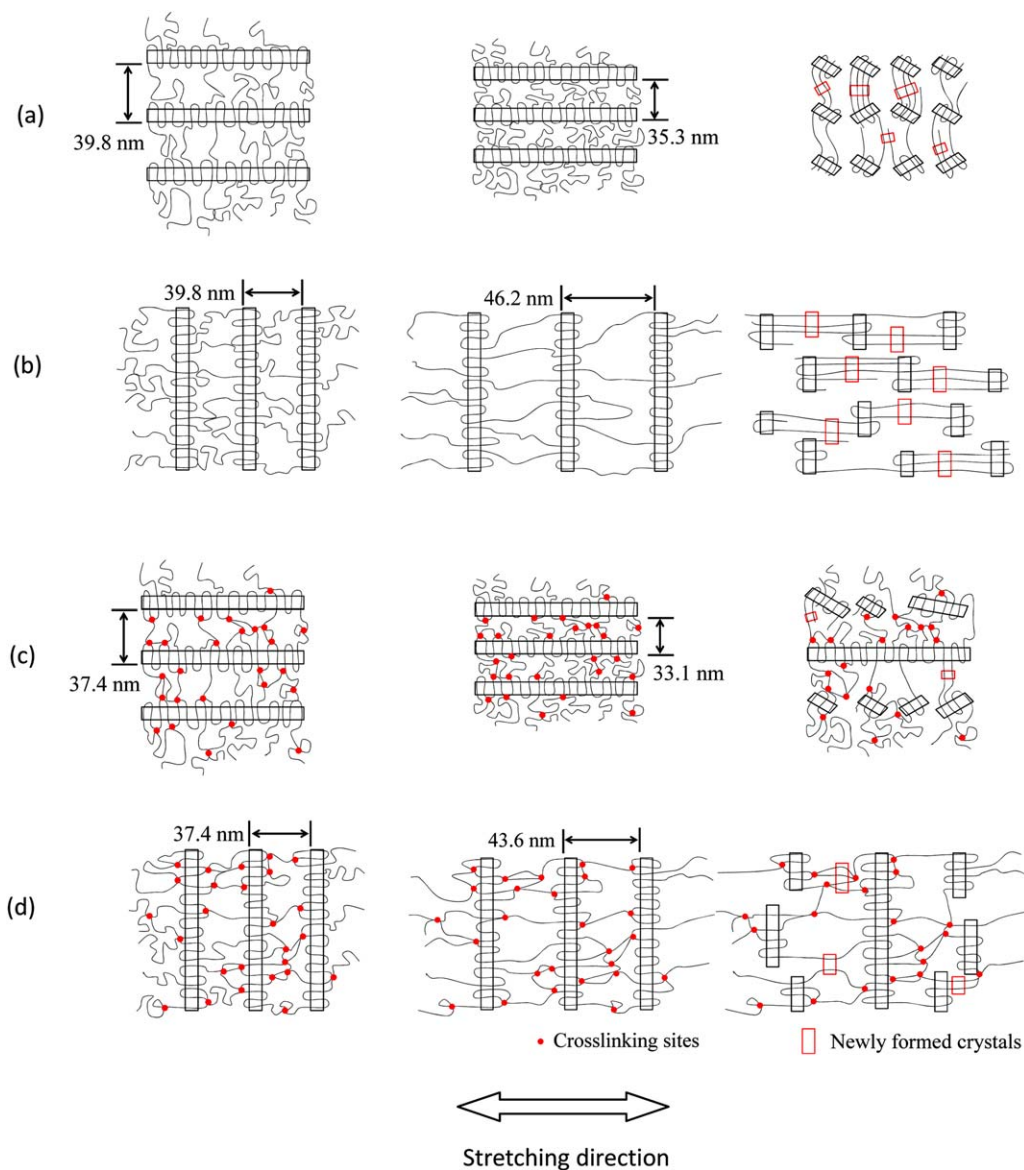 (a)
39.8 nm
35.3 nm
(b)
39.8 nm
46.2 nm
(c)
37.4 nm
33.1 nm
(d)
37.4 nm
43.6 nm
Crosslinking sites
Newly formed crystals
Stretching direction